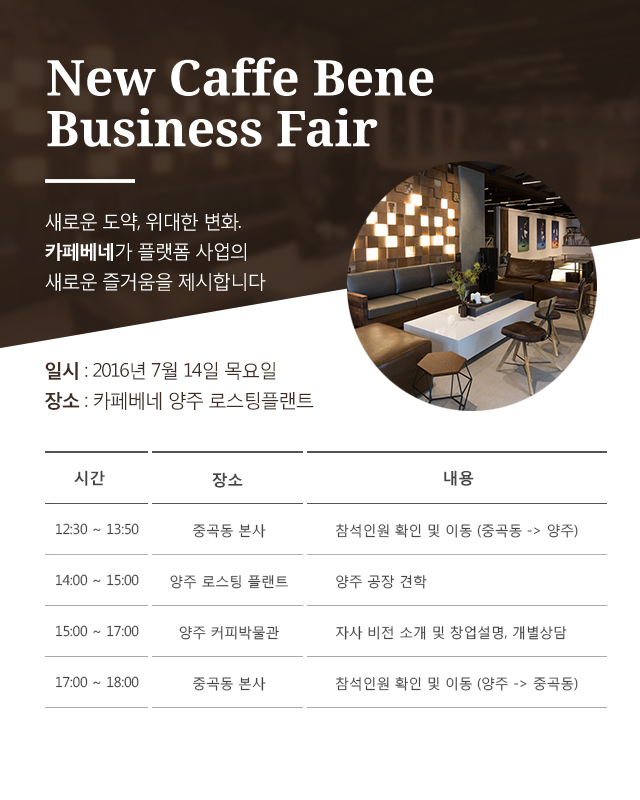 New Caffe Bene
Business Fair
새로운 도약, 위대한 변화.
카페베네가 플랫폼 사업의
새로운 즐거움을 제시합니다
일시 : 2016년 7월 14일 목요일
장소 : 카페베네 양주 로스팅플랜트
시간 장소 내용
12:30 ~ 13:50 중곡동 본사 참석인원 확인 및 이동 (중곡동 -> 양주)
14:00 ~ 15:00 양주 로스팅 플랜트 양주 공장 견학
15:00 ~ 17:00 양주 커피박물관 자사 비전 소개 및 창업설명, 개별상담
17:00 ~ 18:00 중곡동 본사 참석인원 확인 및 이동 (양주 -> 중곡동)